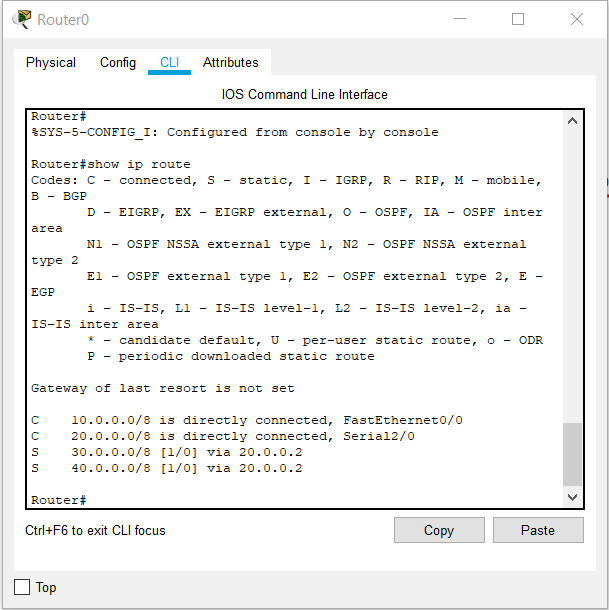 Router0
Physical Config CLI Attributes
IOS Command Line Interface
Router#
%SYS-5-CONFIG_I: Configured from console by console
Router#show ip route
Codes: C - connected, S - static, I - IGRP, R - RIP, M - mobile,
B - BGP
D - EIGRP, EX - EIGRP external, O - OSPF, IA - OSPF inter
area
N1 - OSPF NSSA external type 1, N2 - OSPF NSSA external
type 2
E1 - OSPF external type 1, E2 - OSPF external type 2, E -
EGP
i - IS-IS, L1 - IS-IS level-1, L2 - IS-IS level-2, ia -
IS-IS inter area
* - candidate default, U - per-user static route, o - ODR
P - periodic downloaded static route
Gateway of last resort is not set
C 10.0.0.0/8 is directly connected, FastEthernet0/0
C 20.0.0.0/8 is directly connected, Serial2/0
S 30.0.0.0/8 [1/0] via 20.0.0.2
S 40.0.0.0/8 [1/0] via 20.0.0.2
Router#
Ctrl+F6 to exit CLI focus
Copy Paste
Top